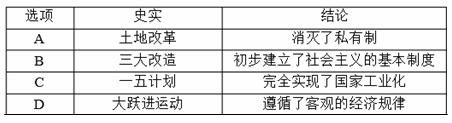 选项 史实 结论
A 土地改革 消灭了私有制
B 三大改造 初步建立了社会主义的基本制度
C 一五计划 完全实现了国家工业化
D 大跃进运动 遵循了客观的经济规律